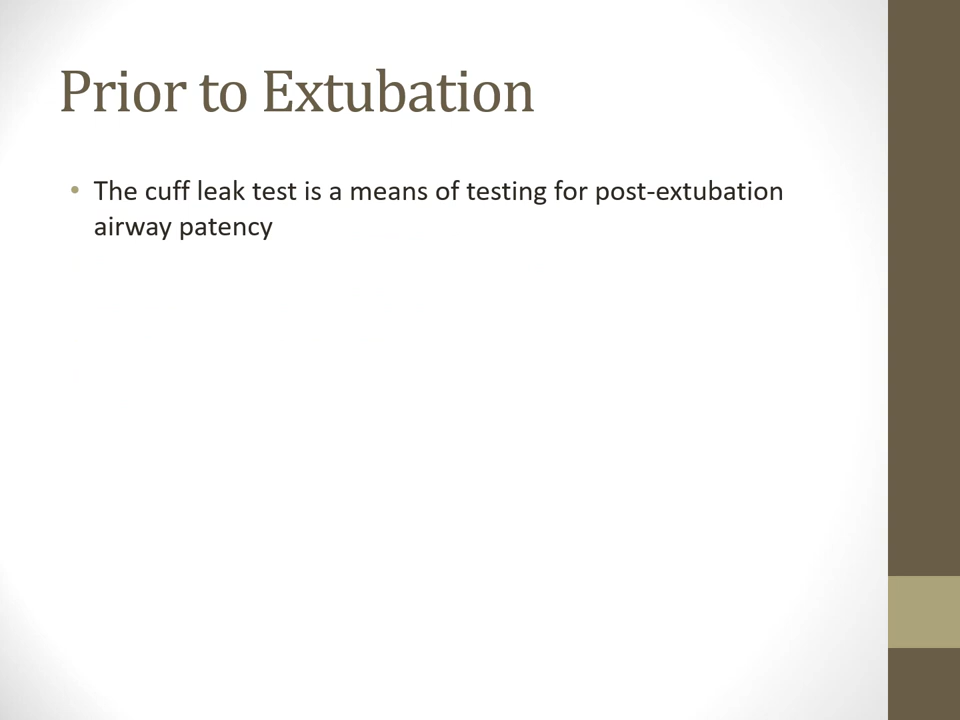 Prior to Extubation
• The cuff leak test is a means of testing for post-extubation
airway patency